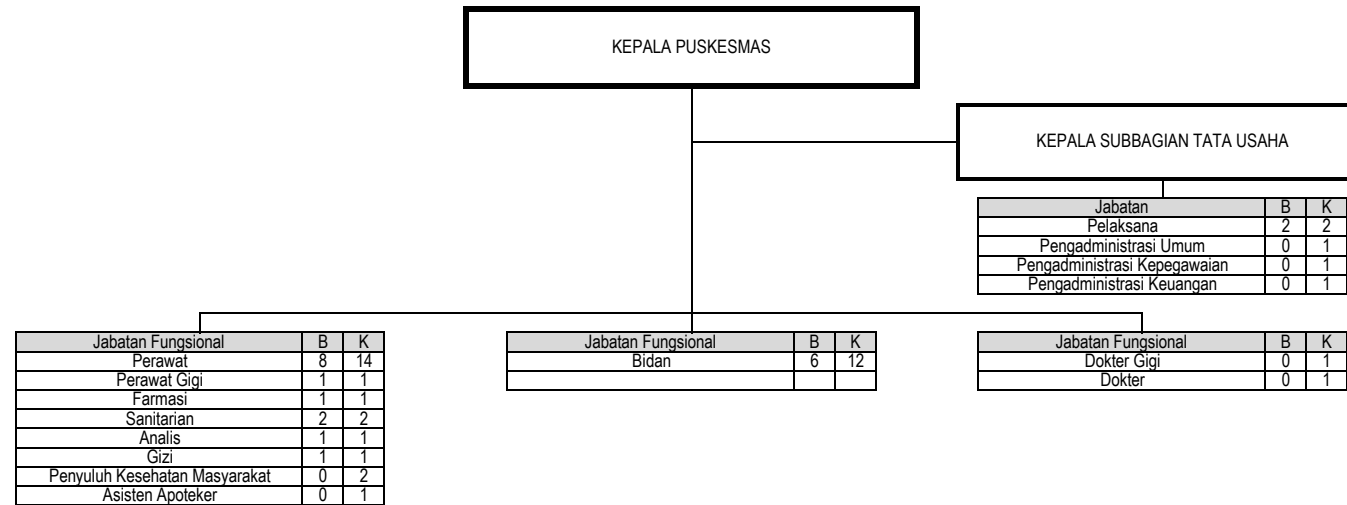 KEPALA PUSKESMAS
KEPALA SUBBAGIAN TATA USAHA
Jabatan B K
Pelaksana 2 2
Pengadministrasi Umum 0 1
Pengadministrasi Kepegawaian 0 1
Pengadministrasi Keuangan 0 1
Jabatan Fungsional B K
Perawat 8 14
Perawat Gigi 1 1
Farmasi 1 1
Sanitarian 2 2
Analis 1 1
Gizi 1 1
Penyuluh Kesehatan Masyarakat 0 2
Asisten Apoteker 0 1
Jabatan Fungsional B K
Bidan 6 12
Jabatan Fungsional B K
Dokter Gigi 0 1
Dokter 0 1